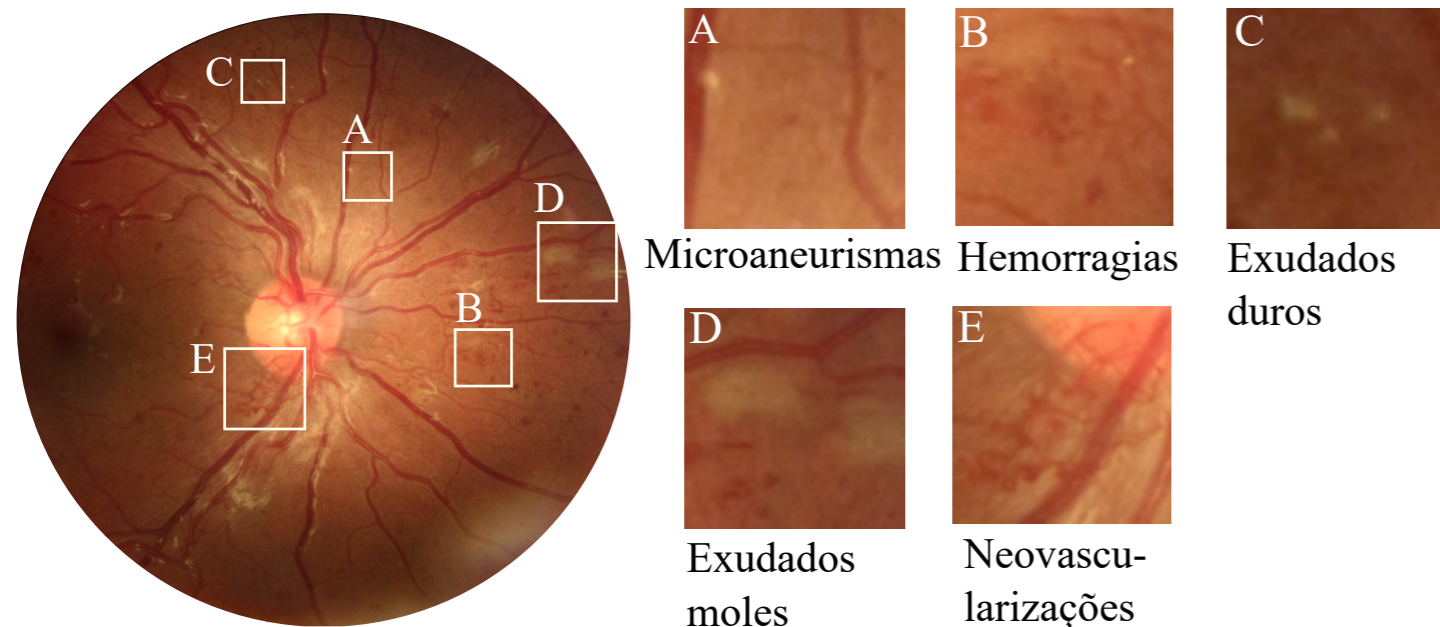 C
A
D
B
E
A
Microaneurismas
B
Hemorragias
C
Exudados
duros
D
Exudados
moles
E
Neovascu-
larizações